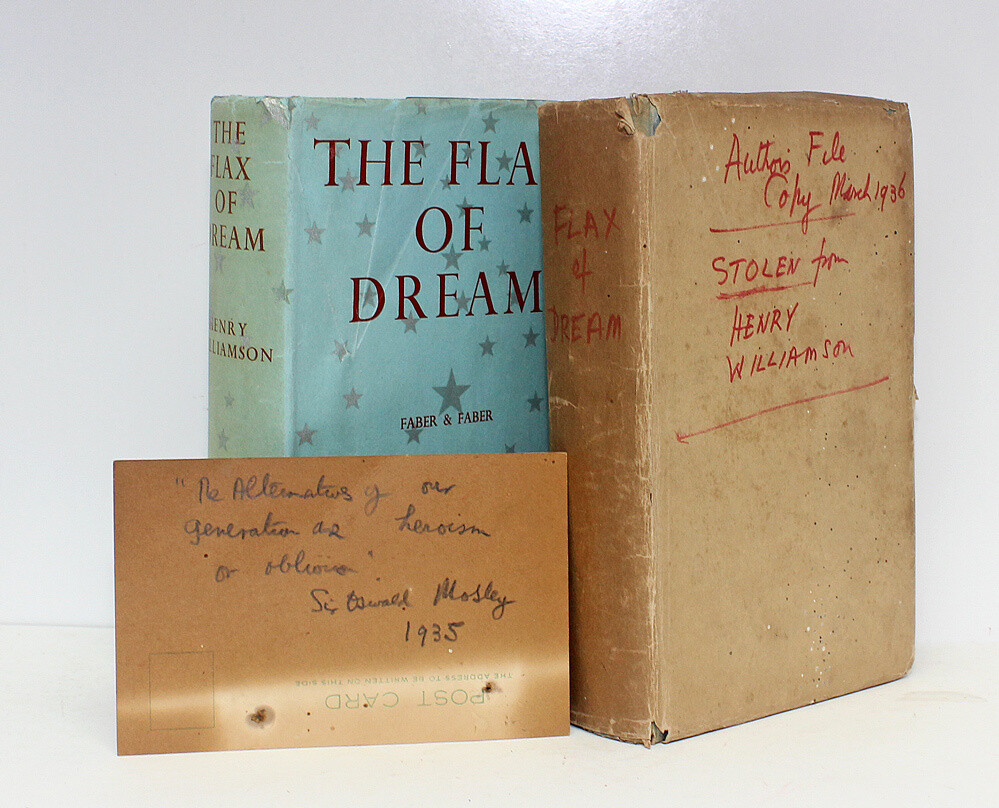 THE
FLAX
OF
DREAM
HENRY
WILLIAMSON
THE FLA
OF
DREAM
FABER & FABER
FLAX
of
DREAM
Author's File
Copy March 1936
STOLEN from
HENRY
WILLIAMSON
"The Alternatives of our
generation are heroism
or oblivion"
Sir Oswald Mosley
1935
POST CARD
THE ADDRESS TO BE WRITTEN ON THIS SIDE